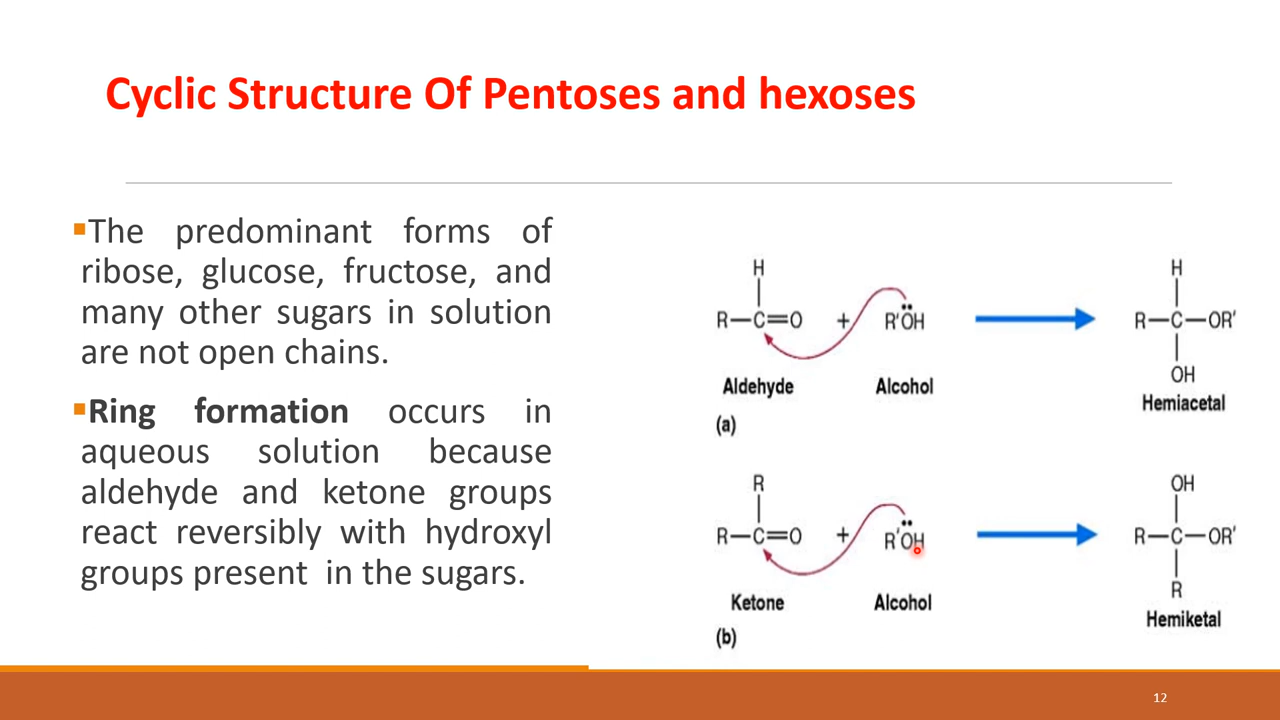 Cyclic Structure Of Pentoses and hexoses
▪The predominant forms of
ribose, glucose, fructose, and
many other sugars in solution
are not open chains.
▪Ring formation occurs in
aqueous solution because
aldehyde and ketone groups
react reversibly with hydroxyl
groups present in the sugars.
H
R—C=O + R'ÖH
Aldehyde Alcohol
(a)
H
R—C—OR'
OH
Hemiacetal
R
R—C=O + R'ÖH
Ketone Alcohol
(b)
OH
R—C—OR'
R
Hemiketal
12